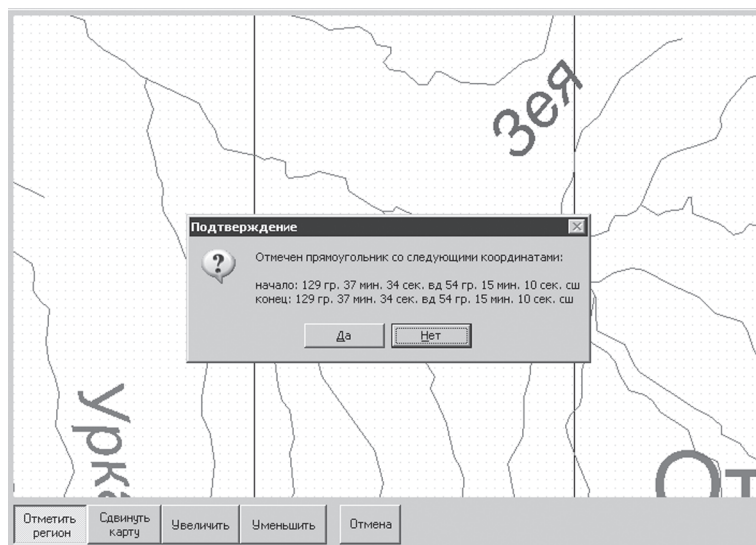 Зея
Подтверждение
Отмечен прямоугольник со следующими координатами:
начало: 129 гр. 37 мин. 34 сек. вд 54 гр. 15 мин. 10 сек. сш
конец: 129 гр. 37 мин. 34 сек. вд 54 гр. 15 мин. 10 сек. сш
Да
Нет
Отметить
регион
Сдвинуть
карту
Увеличить
Уменьшить
Отмена